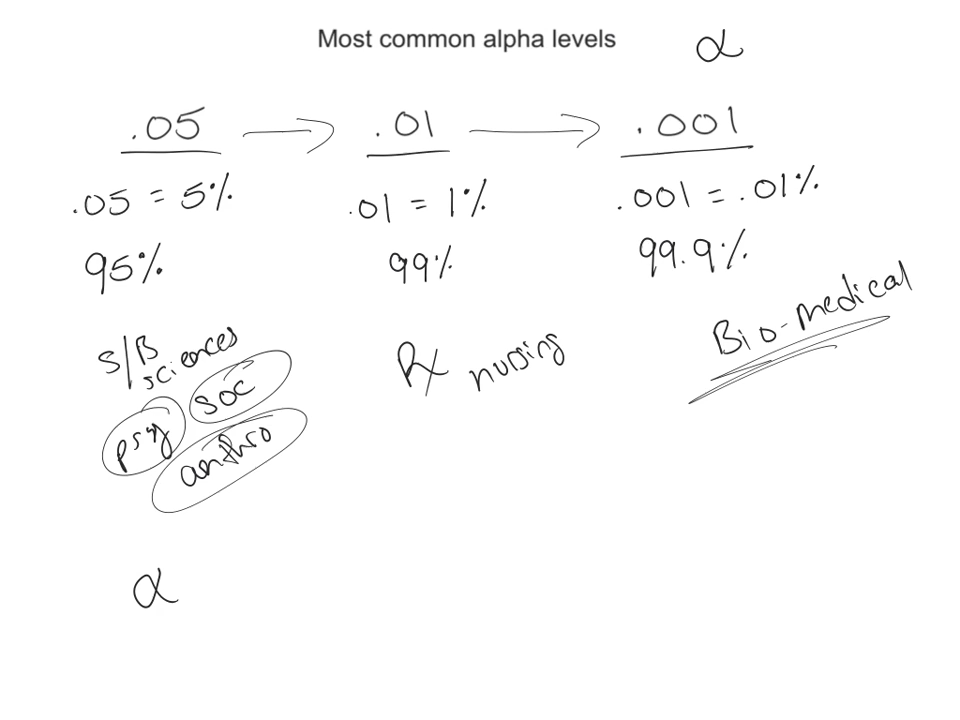 Most common alpha levels
α
.05 → .01 → .001
.05 = 5% .01 = 1% .001 = .01%
95% 99% 99.9%
S/B sciences
Rx nursing
Bio-medical
psy soc
anthro
α